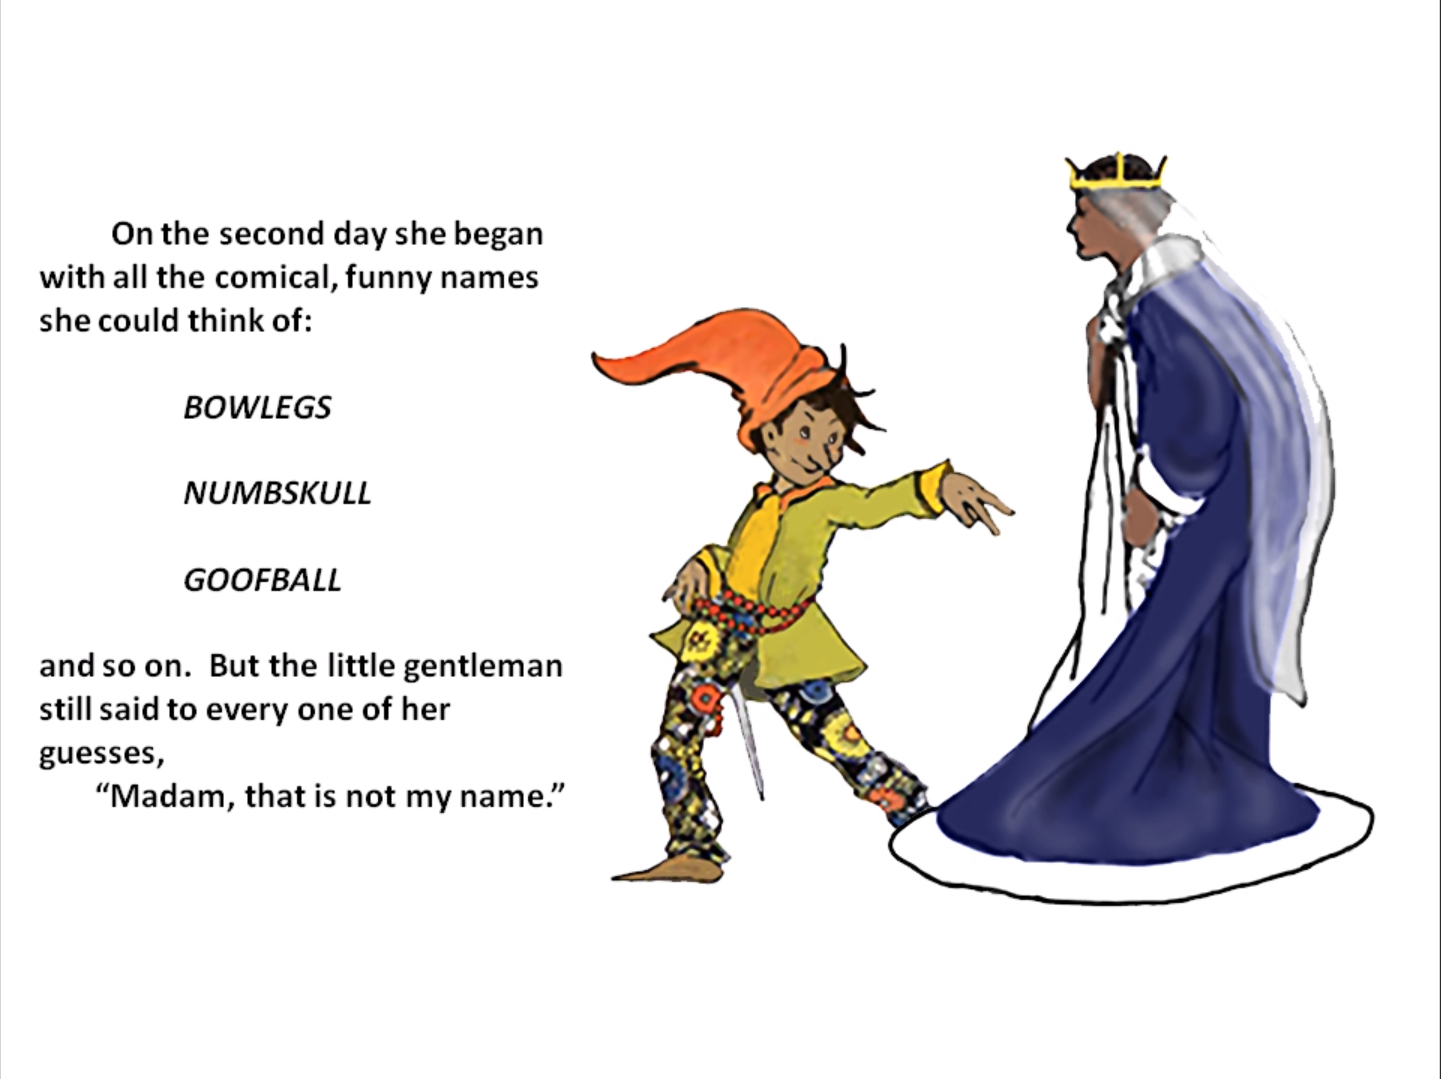 On the second day she began
with all the comical, funny names
she could think of:
BOWLEGS
NUMBSKULL
GOOFBALL
and so on.  But the little gentleman
still said to every one of her
guesses,
“Madam, that is not my name.”